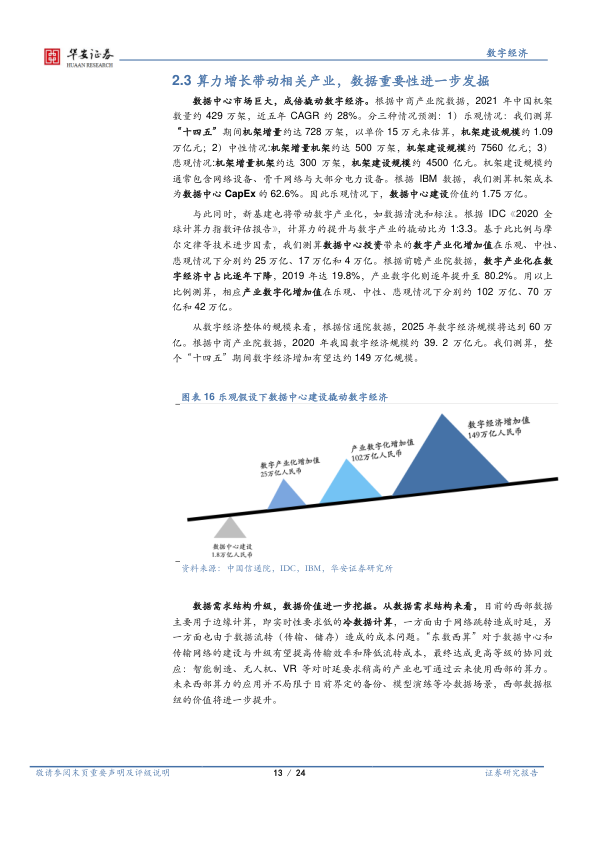 华安证券
HUAAN RESEARCH
数字经济
2.3 算力增长带动相关产业，数据重要性进一步发掘
数据中心市场巨大，成倍撬动数字经济。根据中商产业院数据，2021 年中国机架
数量约 429 万架，近五年 CAGR 约 28%。分三种情况预测：1）乐观情况：我们测算
“十四五”期间机架增量约达 728 万架，以单价 15 万元来估算，机架建设规模约 1.09
万亿元；2）中性情况:机架增量机架约达 500 万架，机架建设规模约 7560 亿元；3）
悲观情况:机架增量机架约达 300 万架，机架建设规模约 4500 亿元。机架建设规模约
通常包含网络设备、骨干网络与大部分电力设备。根据 IBM 数据，我们测算机架成本
为数据中心 CapEx 的 62.6%。因此乐观情况下，数据中心建设价值约 1.75 万亿。
与此同时，新基建也将带动数字产业化，如数据清洗和标注。根据 IDC《2020 全
球计算力指数评估报告》，计算力的提升与数字产业的撬动比为 1:3.3。基于此比例与摩
尔定律等技术进步因素，我们测算数据中心投资带来的数字产业化增加值在乐观、中性、
悲观情况下分别约 25 万亿、17 万亿和 4 万亿。根据前瞻产业院数据，数字产业化在数
字经济中占比逐年下降，2019 年达 19.8%，产业数字化则逐年提升至 80.2%。用以上
比例测算，相应产业数字化增加值在乐观、中性、悲观情况下分别约 102 万亿、70 万
亿和 42 万亿。
从数字经济整体的规模来看，根据信通院数据，2025 年数字经济规模将达到 60 万
亿。根据中商产业院数据，2020 年我国数字经济规模约 39. 2 万亿元。我们测算，整
个“十四五”期间数字经济增加有望达约 149 万亿规模。
图表 16 乐观假设下数据中心建设撬动数字经济
数字经济增加值
149万亿人民币
产业数字化增加值
102万亿人民币
数字产业化增加值
25万亿人民币
数据中心建设
1.8万亿人民币
资料来源：中国信通院，IDC，IBM，华安证券研究所
数据需求结构升级，数据价值进一步挖掘。从数据需求结构来看，目前的西部数据
主要用于边缘计算，即实时性要求低的冷数据计算，一方面由于网络跳转造成时延，另
一方面也由于数据流转（传输、储存）造成的成本问题。“东数西算”对于数据中心和
传输网络的建设与升级有望提高传输效率和降低流转成本，最终达成更高等级的协同效
应：智能制造、无人机、VR 等对时延要求稍高的产业也可通过云来使用西部的算力。
未来西部算力的应用并不局限于目前界定的备份、模型演练等冷数据场景，西部数据枢
纽的价值将进一步提升。
敬请参阅末页重要声明及评级说明
13 / 24
证券研究报告